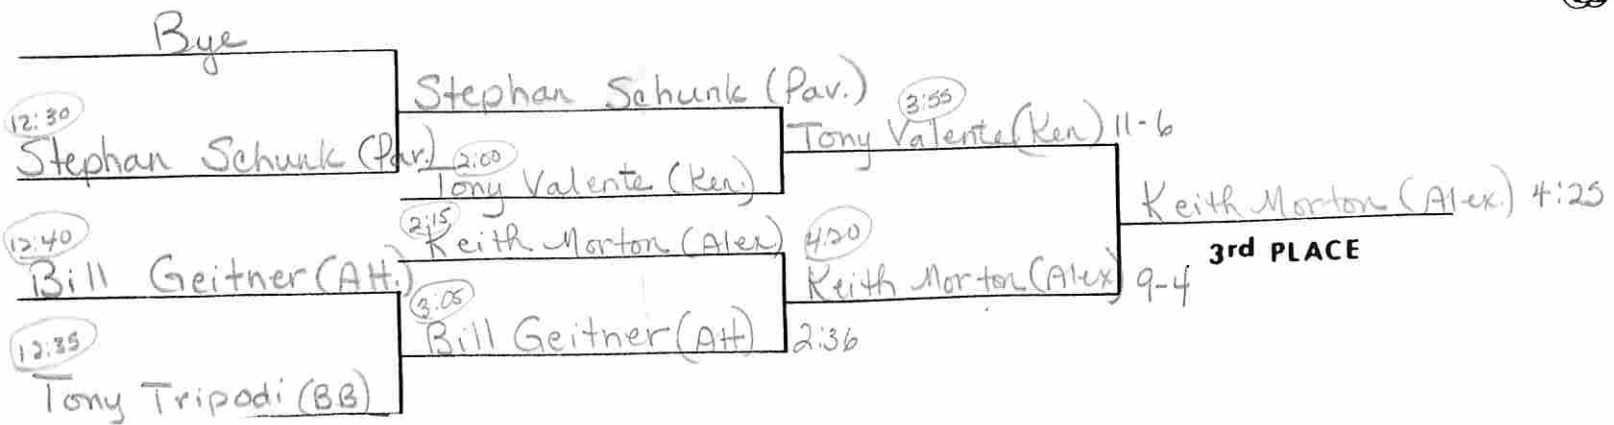 Bye
12:30
Stephan Schunk (Par.)
12:40
Bill Geitner (AH.)
12:35
Tony Tripodi (BB)
Stephan Schunk (Par.)
2:00
Tony Valente (Ken.)
2:15
Keith Morton (Alex)
3:05
Bill Geitner (AH)
3:55
Tony Valente (Ken) 11-6
4:20
Keith Morton (Alex) 9-4
2:36
Keith Morton (Alex.) 4:25
3rd PLACE